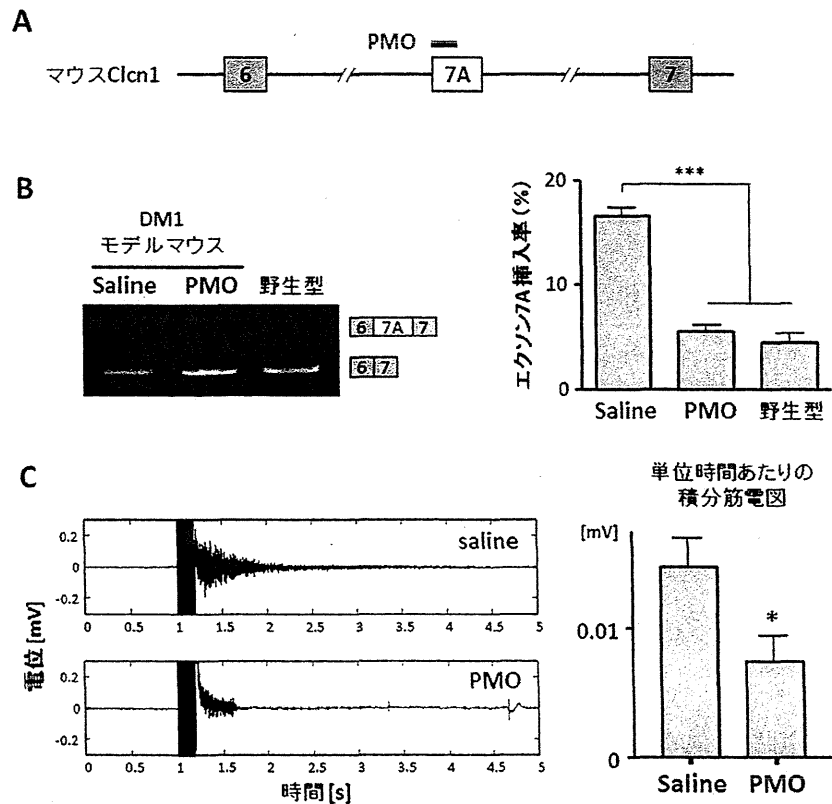 A
PMO
マウスClcn1
6
7A
7
B
DM1
モデルマウス
Saline PMO 野生型
6 7A 7
6 7
エクソン7A挿入率(%)
20
10
0
***
Saline PMO 野生型
C
電位[mV]
0.2
0
-0.2
saline
0 0.5 1 1.5 2 2.5 3 3.5 4 4.5 5
0.2
0
-0.2
PMO
0 0.5 1 1.5 2 2.5 3 3.5 4 4.5 5
時間[s]
単位時間あたりの
積分筋電図
[mV]
0.01
0
*
Saline PMO